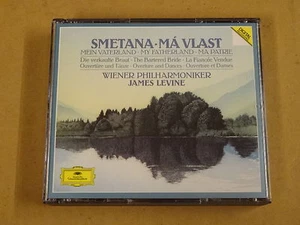 SMETANA · MÁ VLAST
MEIN VATERLAND · MY FATHERLAND · MA PATRIE
Die verkaufte Braut · The Bartered Bride · La Fiancée Vendue
Ouvertüre und Tänze · Overture and Dances · Ouverture et Danses
WIENER PHILHARMONIKER
JAMES LEVINE